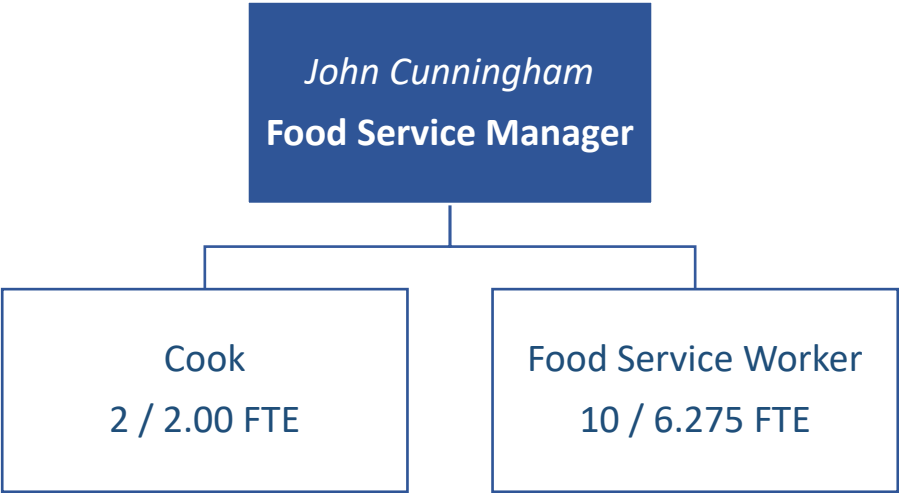 John Cunningham
Food Service Manager
Cook
2 / 2.00 FTE
Food Service Worker
10 / 6.275 FTE